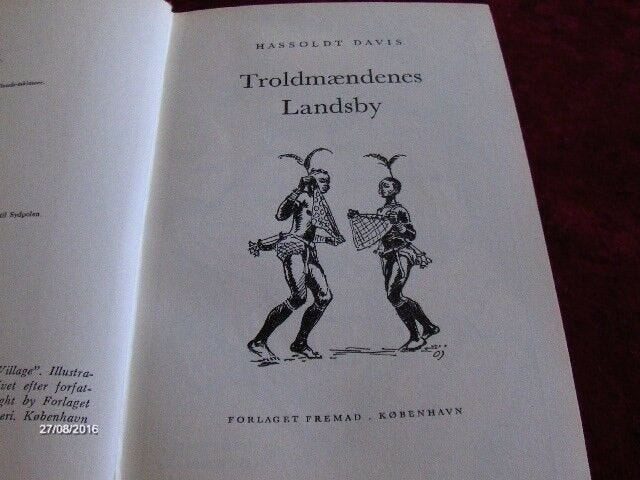 til Sydpolen.
Village". Illustra-
vet efter forfat-
ght by Forlaget
eri. København
HASSOLDT DAVIS
Troldmændenes
Landsby
FORLAGET FREMAD . KØBENHAVN
27/08/2016